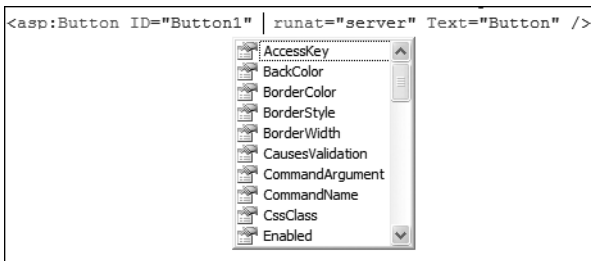 <asp:Button ID="Button1" runat="server" Text="Button" />
AccessKey
BackColor
BorderColor
BorderStyle
BorderWidth
CausesValidation
CommandArgument
CommandName
CssClass
Enabled